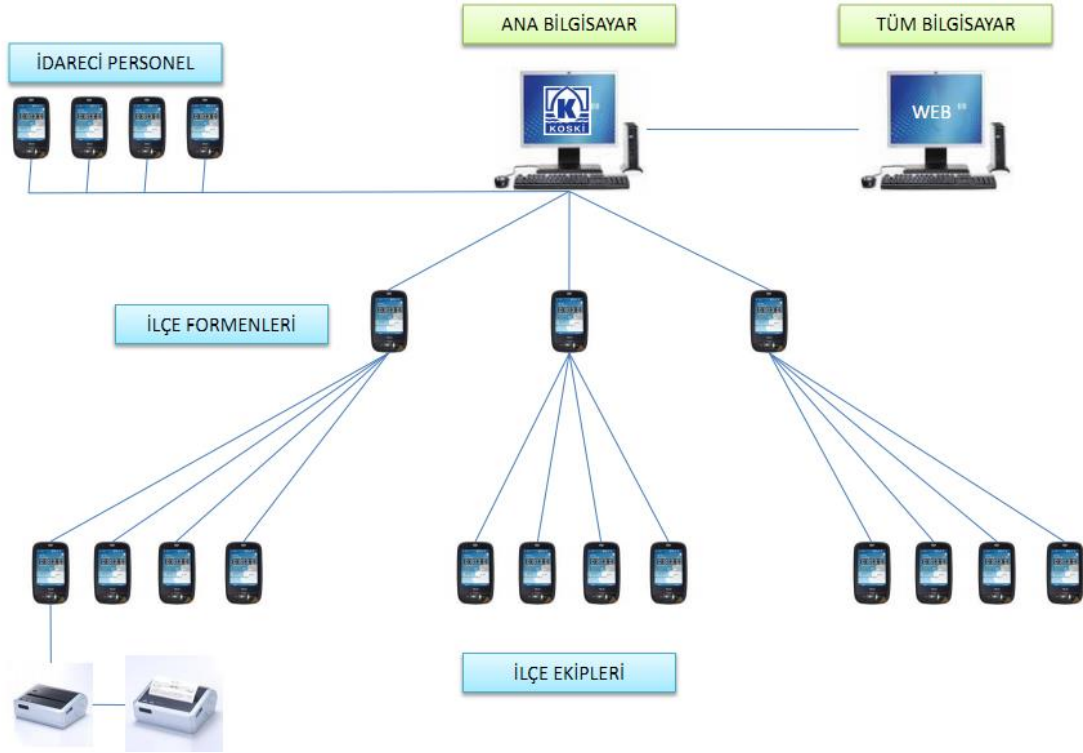 ANA BİLGİSAYAR
TÜM BİLGİSAYAR
İDARECİ PERSONEL
K
KOSKİ
WEB
İLÇE FORMENLERİ
İLÇE EKİPLERİ